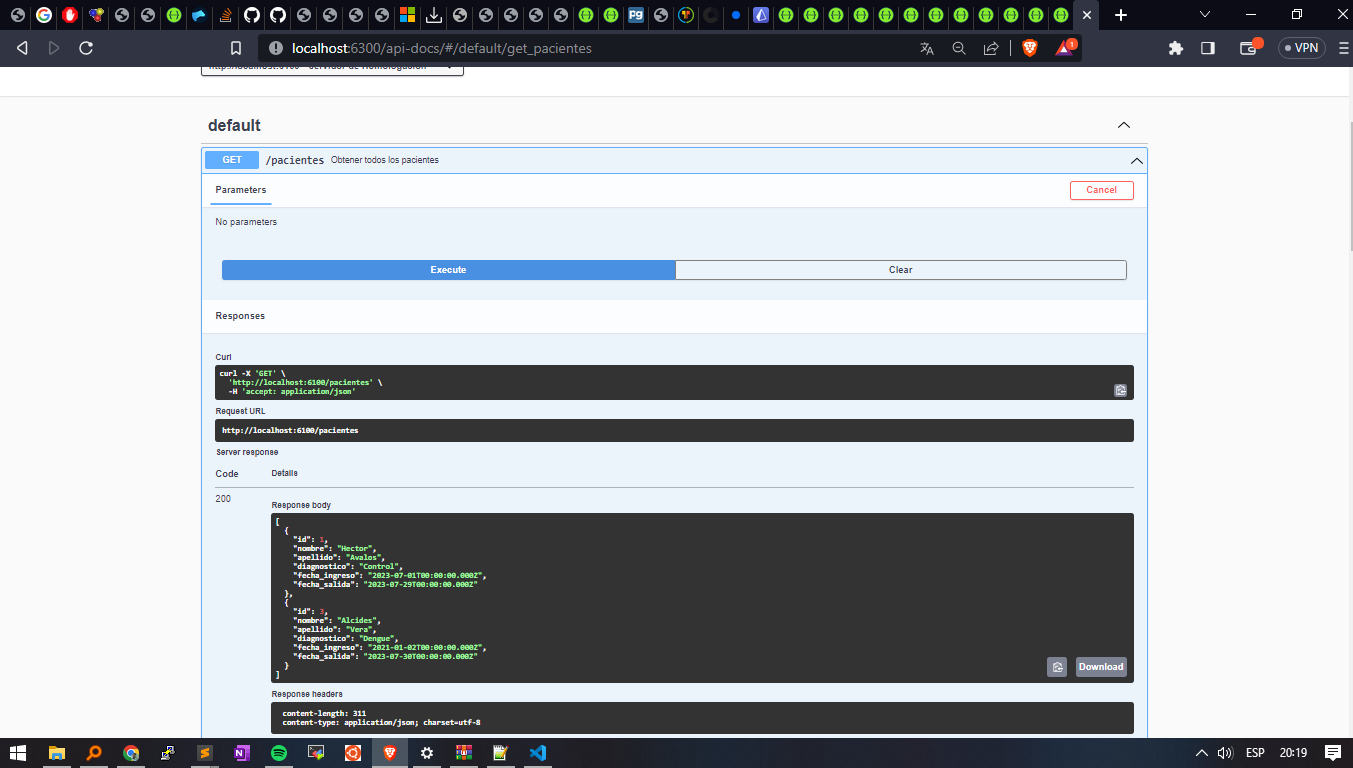 localhost:6300/api-docs/#/default/get_pacientes
1
VPN
default
GET /pacientes Obtener todos los pacientes
Parameters
Cancel
No parameters
Execute
Clear
Responses
Curl
curl -X 'GET' \
'http://localhost:6100/pacientes' \
-H 'accept: application/json'
Request URL
http://localhost:6100/pacientes
Server response
Code Details
200
Response body
[
{
"id": 1,
"nombre": "Hector",
"apellido": "Avalos",
"diagnostico": "Control",
"fecha_ingreso": "2023-07-01T00:00:00.000Z",
"fecha_salida": "2023-07-29T00:00:00.000Z"
},
{
"id": 3,
"nombre": "Alcides",
"apellido": "Vera",
"diagnostico": "Dengue",
"fecha_ingreso": "2021-01-02T00:00:00.000Z",
"fecha_salida": "2023-07-30T00:00:00.000Z"
}
]
Download
Response headers
content-length: 311
content-type: application/json; charset=utf-8
ESP
20:19